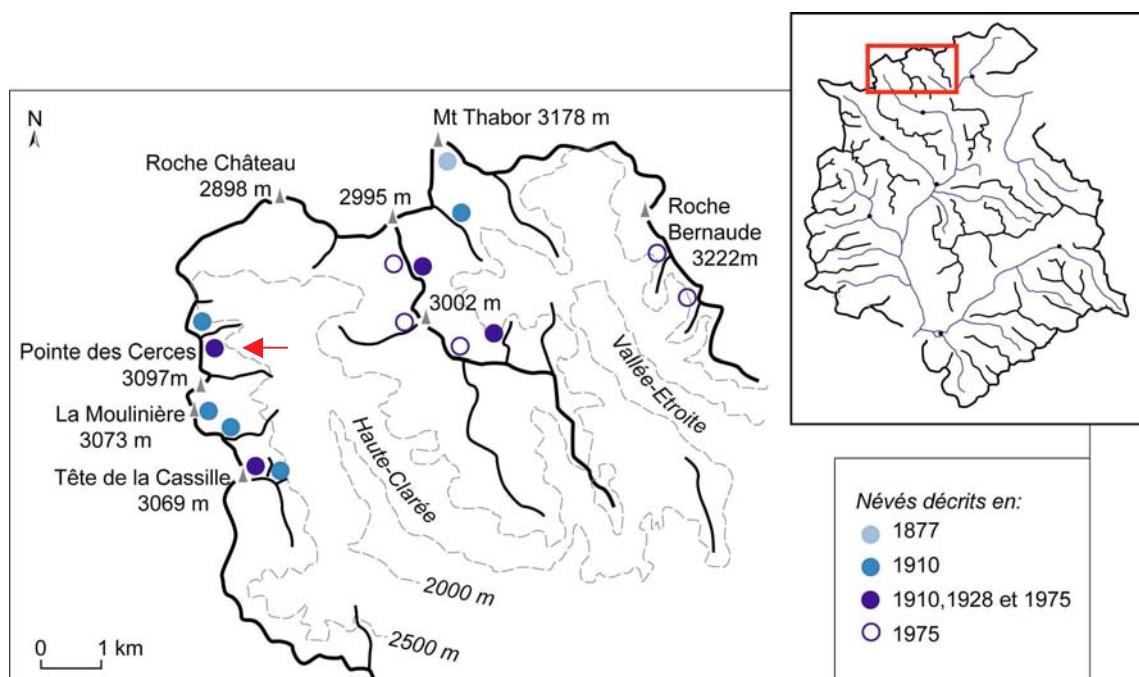 N
Mt Thabor 3178 m
Roche Château
2898 m
2995 m
Roche
Bernaude
3222m
3002 m
Pointe des Cerces
3097m
La Moulinière
3073 m
Tête de la Cassille
3069 m
Haute-Clarée
Vallée-Etroite
2000 m
2500 m
0 1 km
Névés décrits en:
1877
1910
1910,1928 et 1975
1975